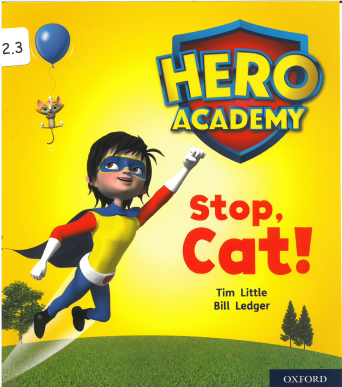 2.3
HERO
ACADEMY
Stop,
Cat!
Tim Little
Bill Ledger
OXFORD